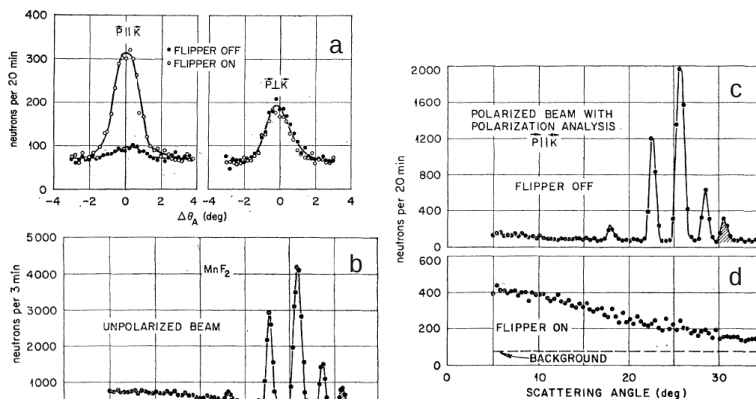 P || K
a
• FLIPPER OFF
○ FLIPPER ON
P⊥K
neutrons per 20 min
400
300
200
100
0
-4 -2 0 2 4
-4 -2 0 2 4
Δθ_A (deg)
b
MnF₂
UNPOLARIZED BEAM
neutrons per 3 min
5000
4000
3000
2000
1000
c
POLARIZED BEAM WITH
POLARIZATION ANALYSIS
P || K
FLIPPER OFF
neutrons per 20 min
2000
1600
1200
800
400
0
d
FLIPPER ON
BACKGROUND
600
400
200
0
0 10 20 30
SCATTERING ANGLE (deg)